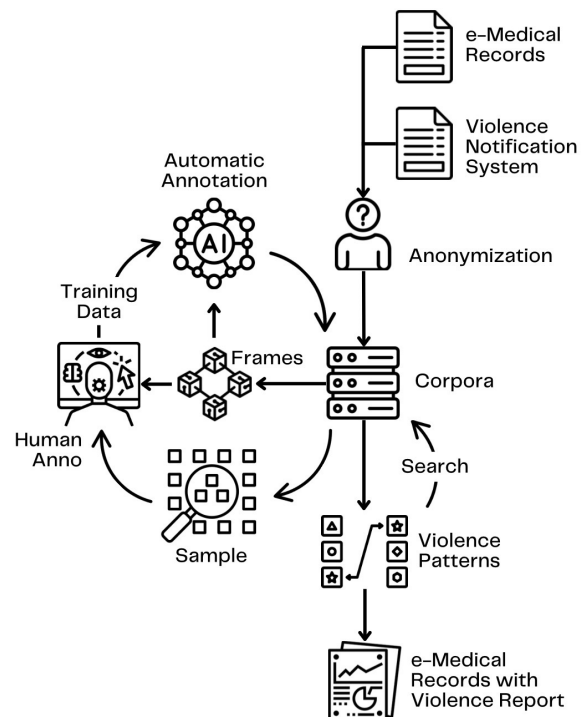 e-Medical
Records
Violence
Notification
System
Automatic
Annotation
AI
?
Anonymization
Training
Data
Frames
Corpora
Human
Anno
Search
Sample
Violence
Patterns
e-Medical
Records with
Violence Report